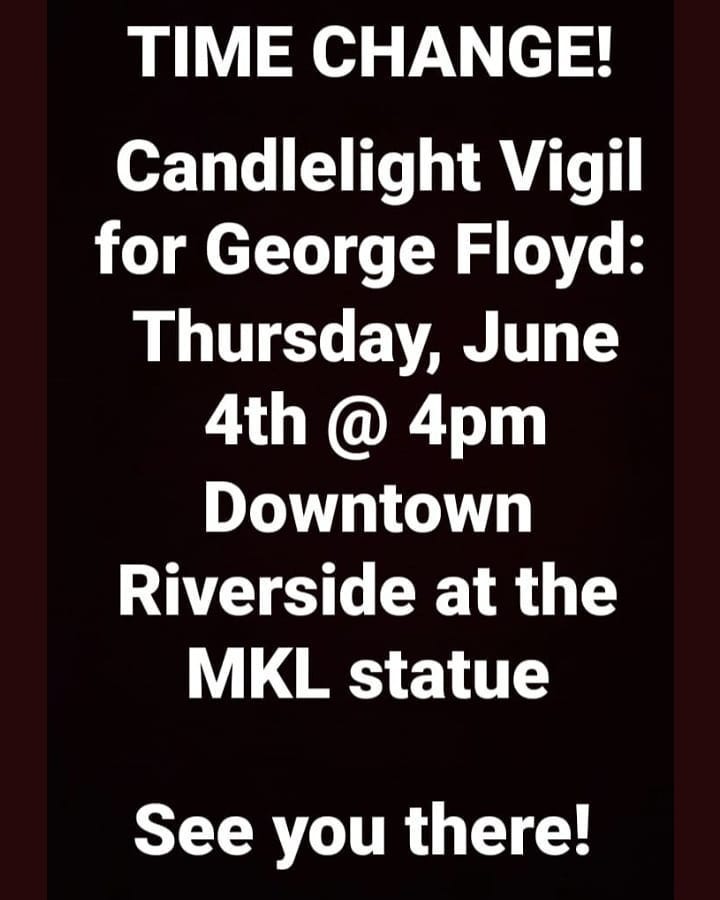 TIME CHANGE!
Candlelight Vigil
for George Floyd:
Thursday, June
4th @ 4pm
Downtown
Riverside at the
MKL statue
See you there!